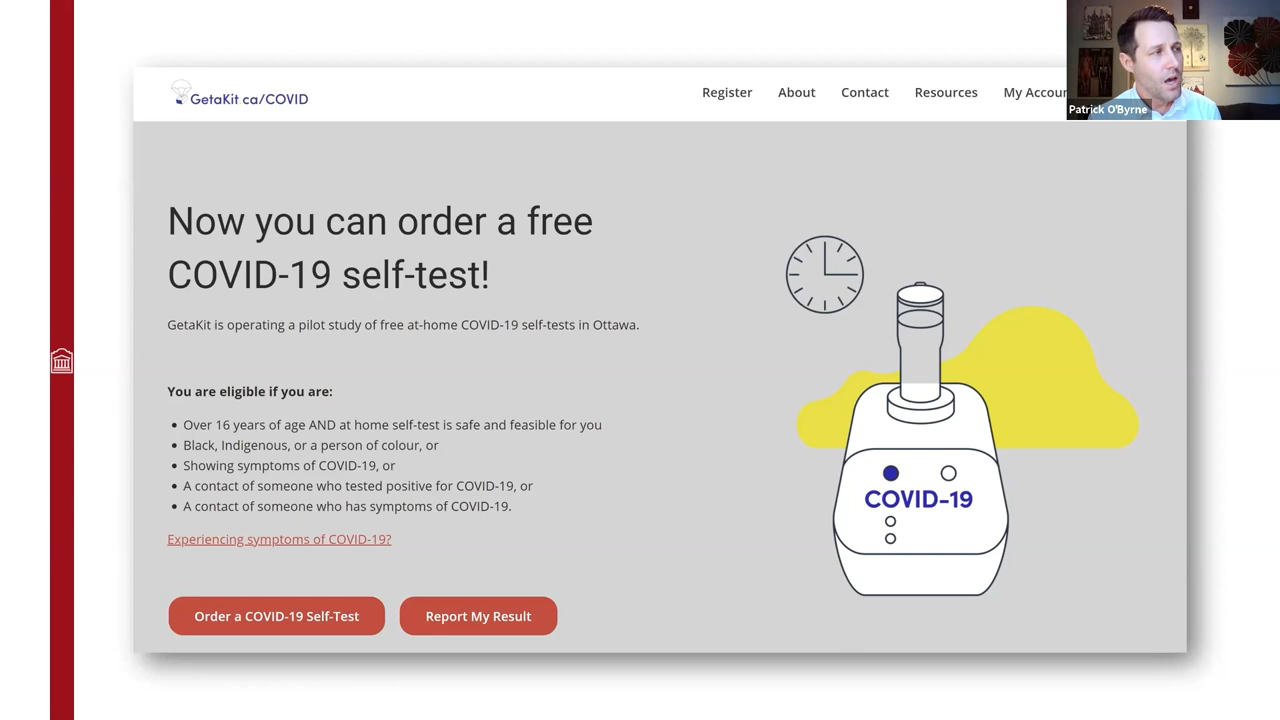 GetaKit ca/COVID
Register About Contact Resources My Accoun
Patrick O'Byrne
Now you can order a free
COVID-19 self-test!
GetaKit is operating a pilot study of free at-home COVID-19 self-tests in Ottawa.
You are eligible if you are:
• Over 16 years of age AND at home self-test is safe and feasible for you
• Black, Indigenous, or a person of colour, or
• Showing symptoms of COVID-19, or
• A contact of someone who tested positive for COVID-19, or
• A contact of someone who has symptoms of COVID-19.
Experiencing symptoms of COVID-19?
Order a COVID-19 Self-Test
Report My Result
COVID-19